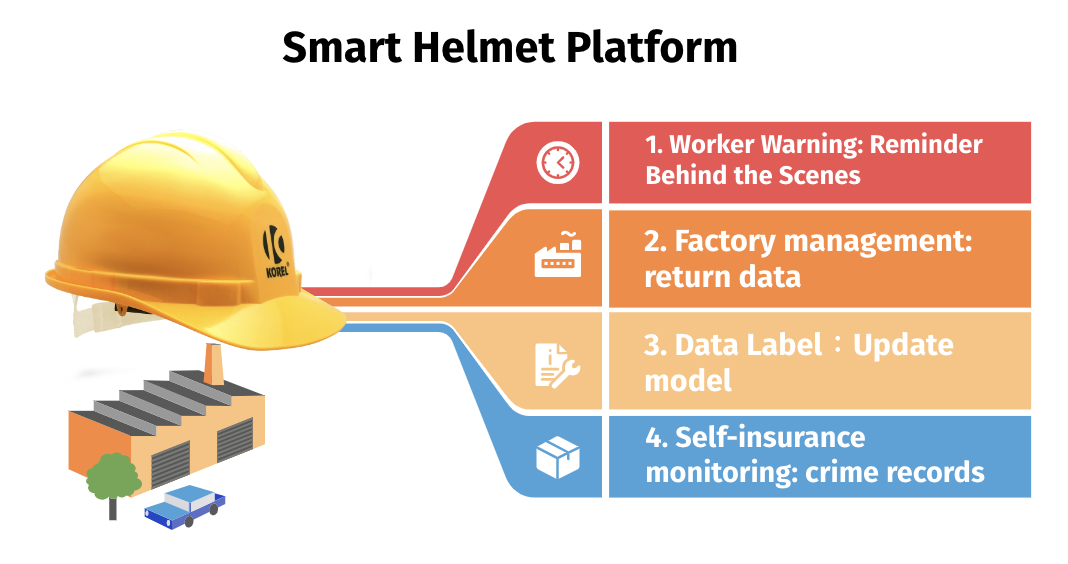 Smart Helmet Platform
1. Worker Warning: Reminder
Behind the Scenes
2. Factory management:
return data
KOREL
3. Data Label：Update
model
4. Self-insurance
monitoring: crime records